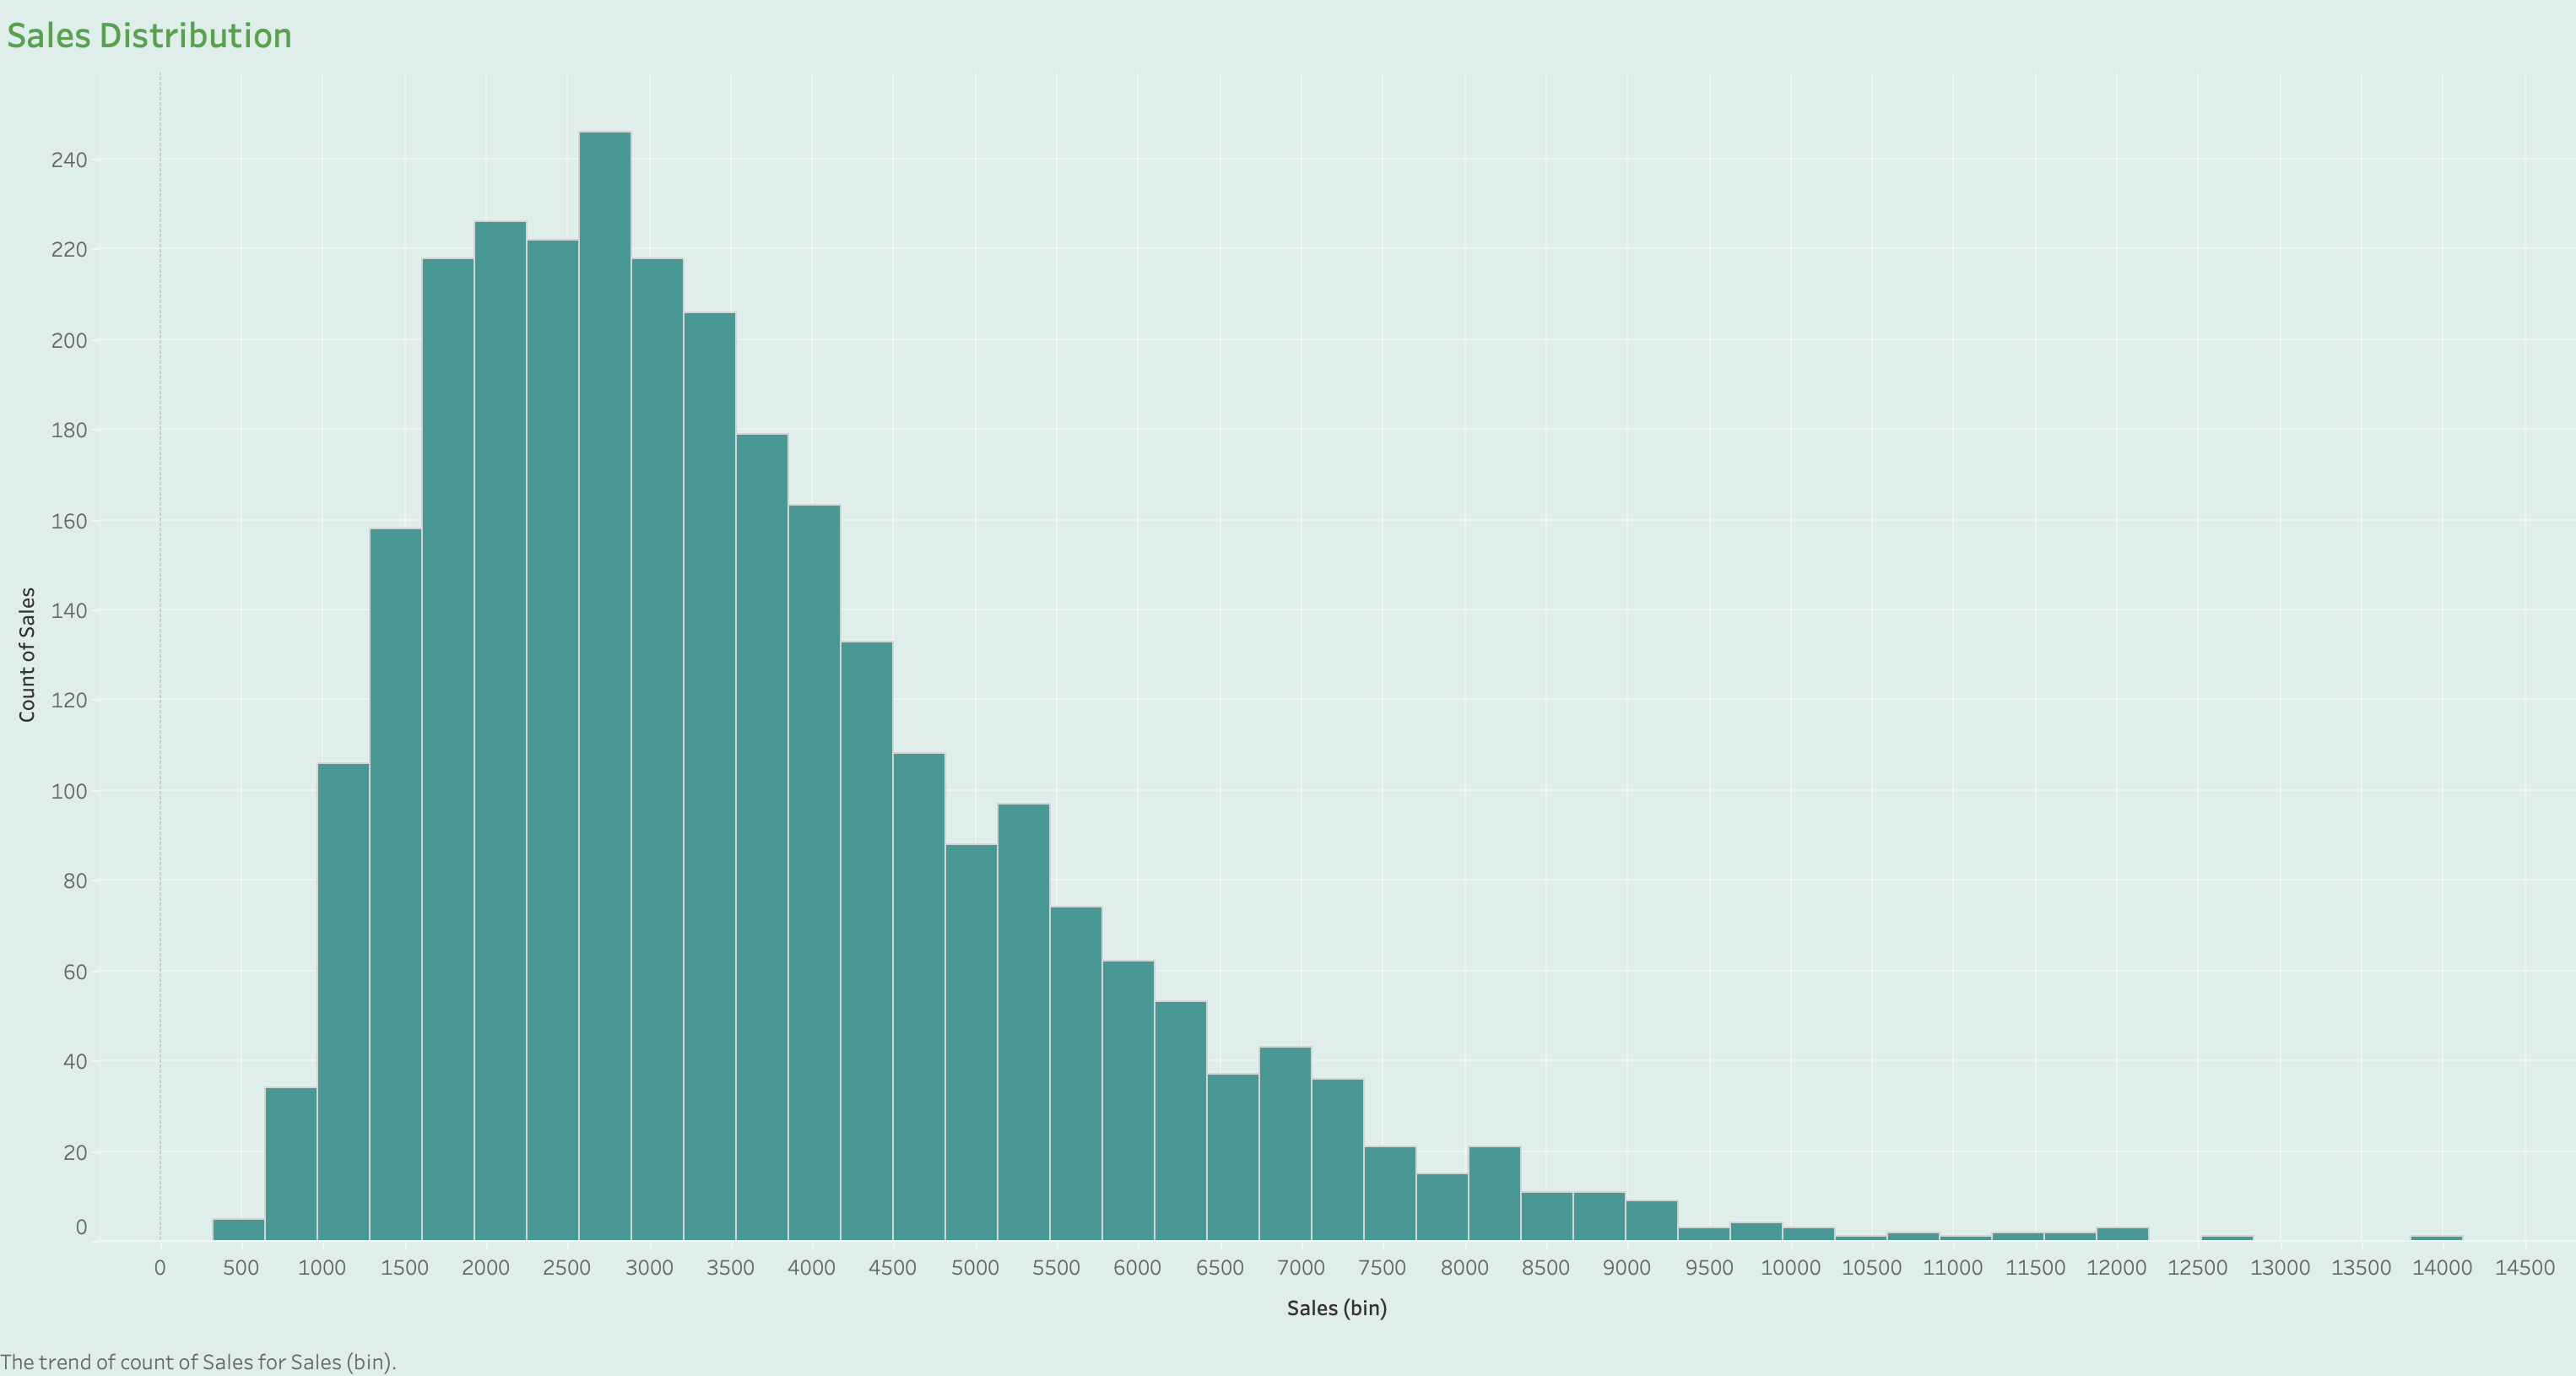 Sales Distribution
240
220
200
180
160
140
120
100
80
60
40
20
0
Count of Sales
0 500 1000 1500 2000 2500 3000 3500 4000 4500 5000 5500 6000 6500 7000 7500 8000 8500 9000 9500 10000 10500 11000 11500 12000 12500 13000 13500 14000 14500
Sales (bin)
The trend of count of Sales for Sales (bin).